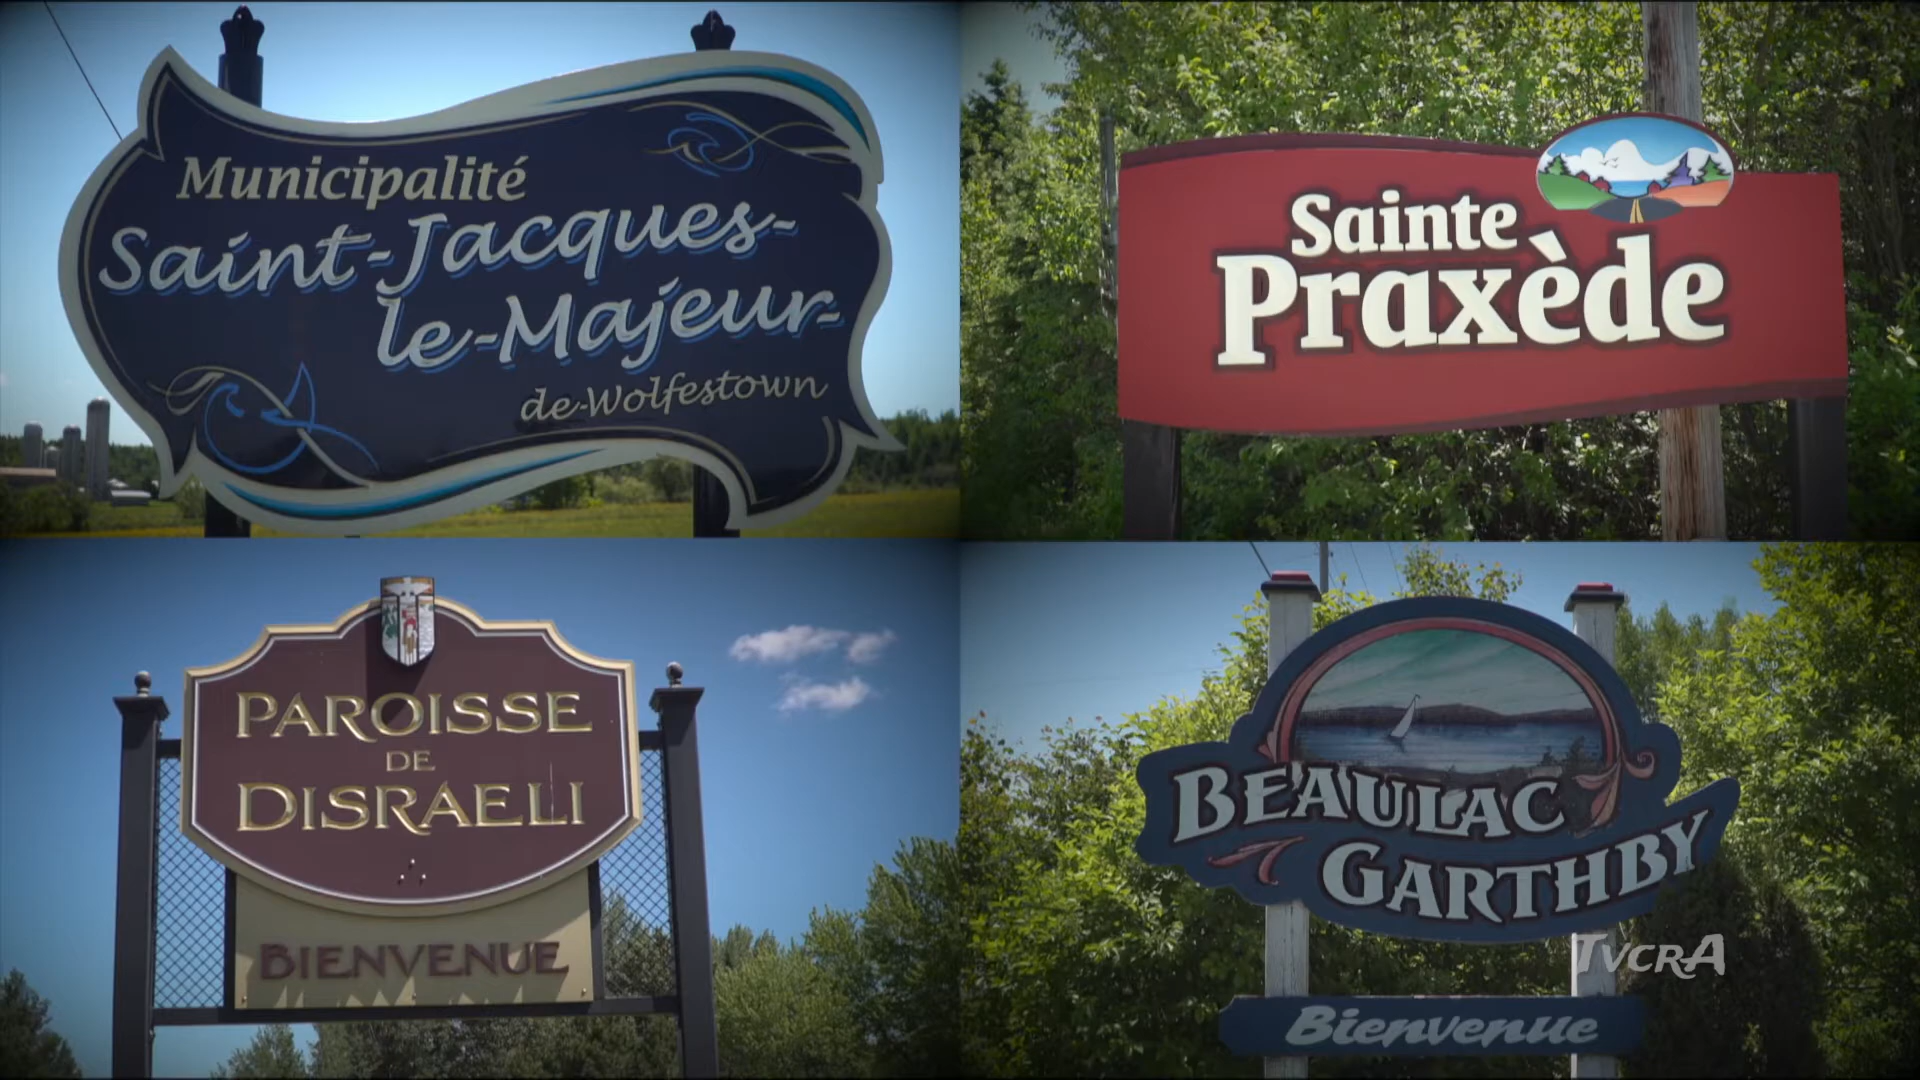 Municipalité
Saint-Jacques-
le-Majeur-
de-Wolfestown
Sainte
Praxède
PAROISSE
DE
DISRAELI
BIENVENUE
BEAULAC
GARTHBY
Bienvenue
TVCRA